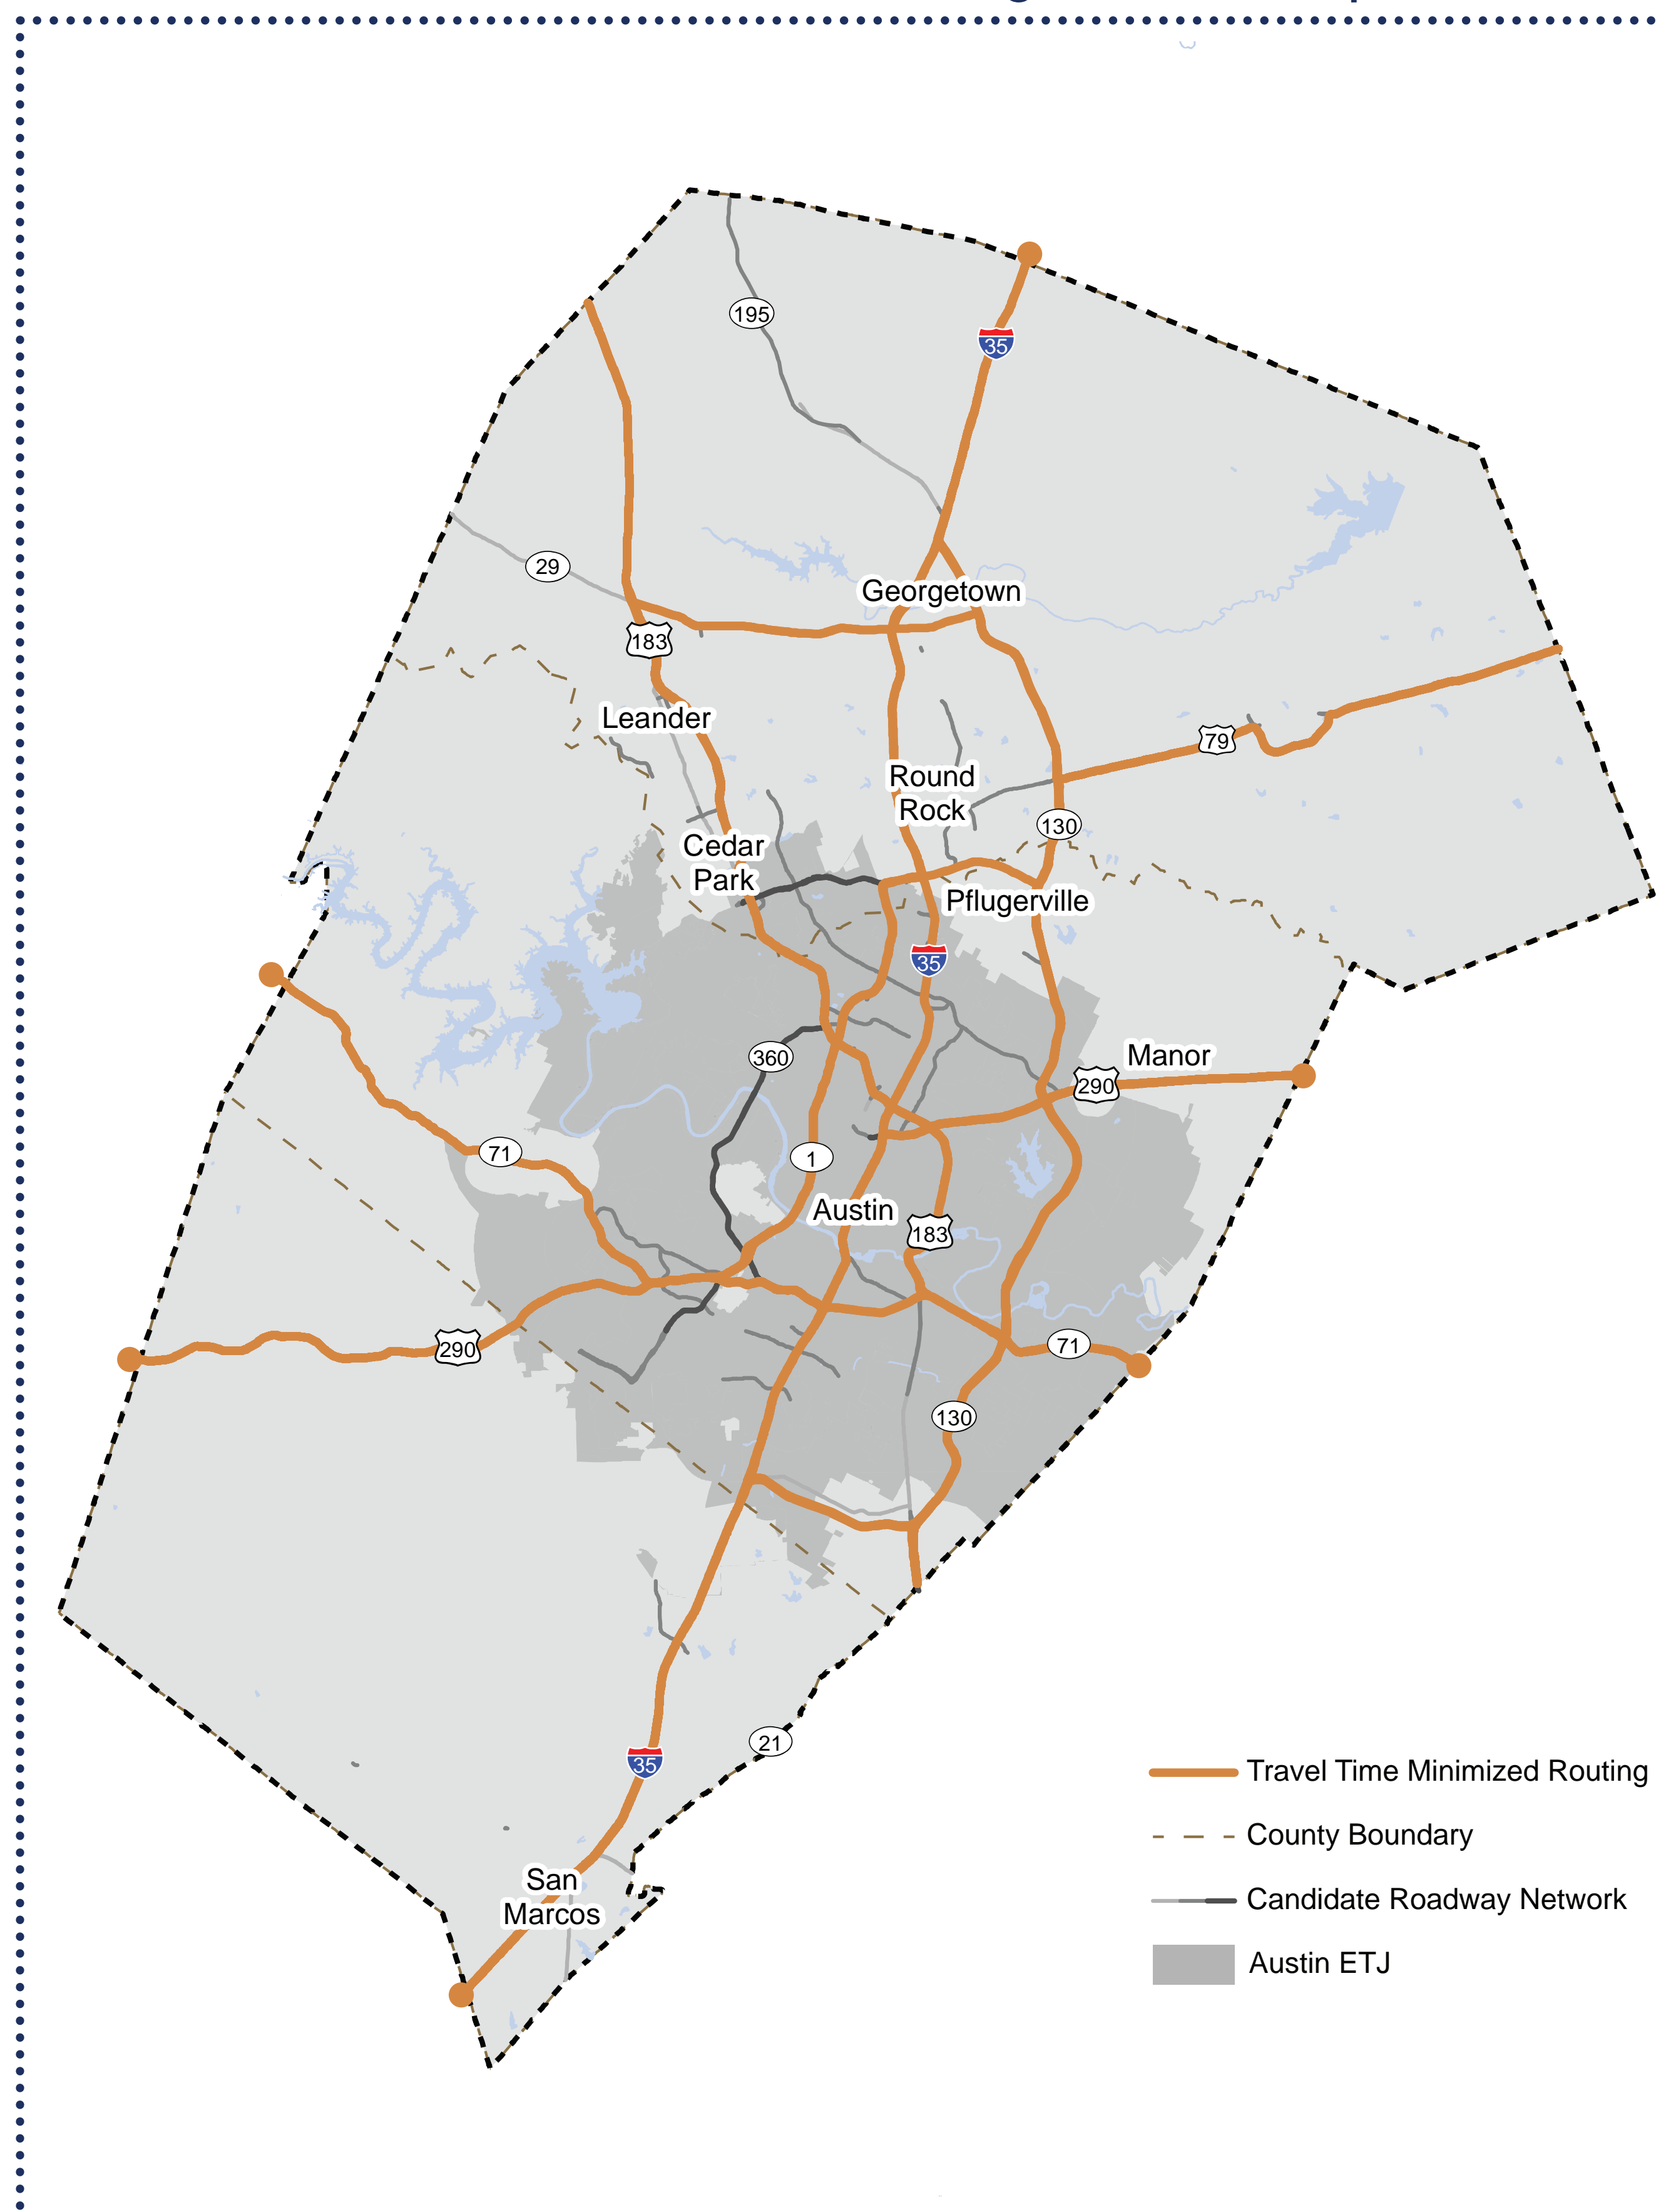 195
35
29
Georgetown
183
Leander
79
Round
Rock
130
Cedar
Park
Pflugerville
35
360
Manor
290
71
1
Austin
183
290
71
130
21
35
San
Marcos
Travel Time Minimized Routing
County Boundary
Candidate Roadway Network
Austin ETJ